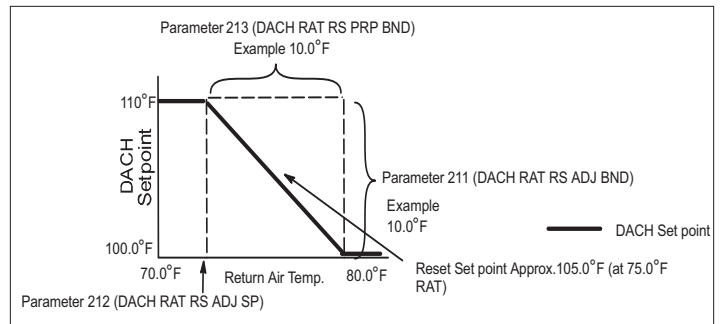 Parameter 213 (DACH RAT RS PRP BND)
Example 10.0°F
110°F
DACH
Setpoint
Parameter 211 (DACH RAT RS ADJ BND)
Example
10.0°F
DACH Set point
100.0°F
70.0°F
Return Air Temp.
80.0°F
Reset Set point Approx.105.0°F (at 75.0°F
RAT)
Parameter 212 (DACH RAT RS ADJ SP)